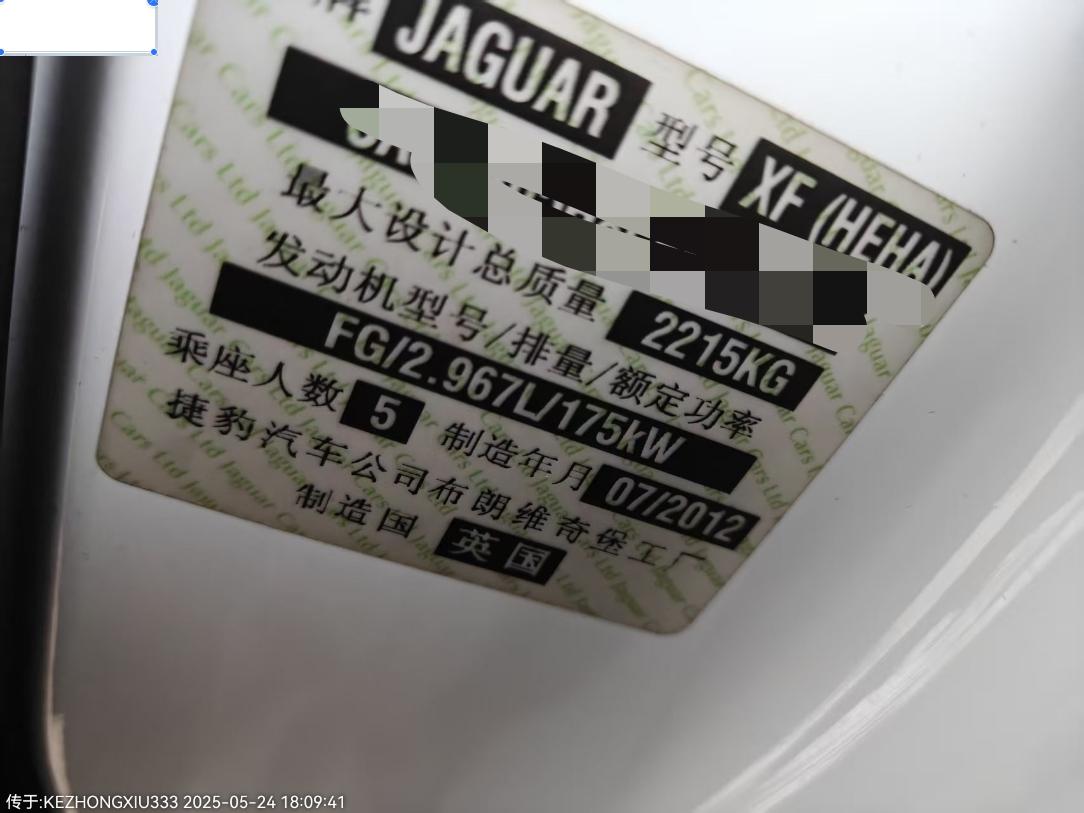 牌 JAGUAR 型号 XF (HEHA)
最大设计总质量 2215KG
发动机型号/排量/额定功率
FG/2.967L/175kW
乘座人数 5 制造年月 07/2012
捷豹汽车公司布朗维奇堡工厂
制造国 英国
传于:KEZHONGXIU333 2025-05-24 18:09:41